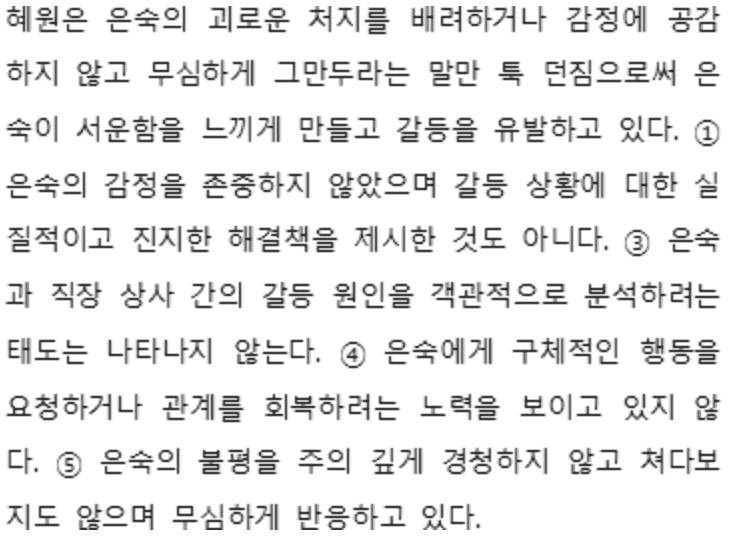 혜원은 은숙의 괴로운 처지를 배려하거나 감정에 공감
하지 않고 무심하게 그만두라는 말만 툭 던짐으로써 은
숙이 서운함을 느끼게 만들고 갈등을 유발하고 있다. ①
은숙의 감정을 존중하지 않았으며 갈등 상황에 대한 실
질적이고 진지한 해결책을 제시한 것도 아니다. ③ 은숙
과 직장 상사 간의 갈등 원인을 객관적으로 분석하려는
태도는 나타나지 않는다. ④ 은숙에게 구체적인 행동을
요청하거나 관계를 회복하려는 노력을 보이고 있지 않
다. ⑤ 은숙의 불평을 주의 깊게 경청하지 않고 쳐다보
지도 않으며 무심하게 반응하고 있다.